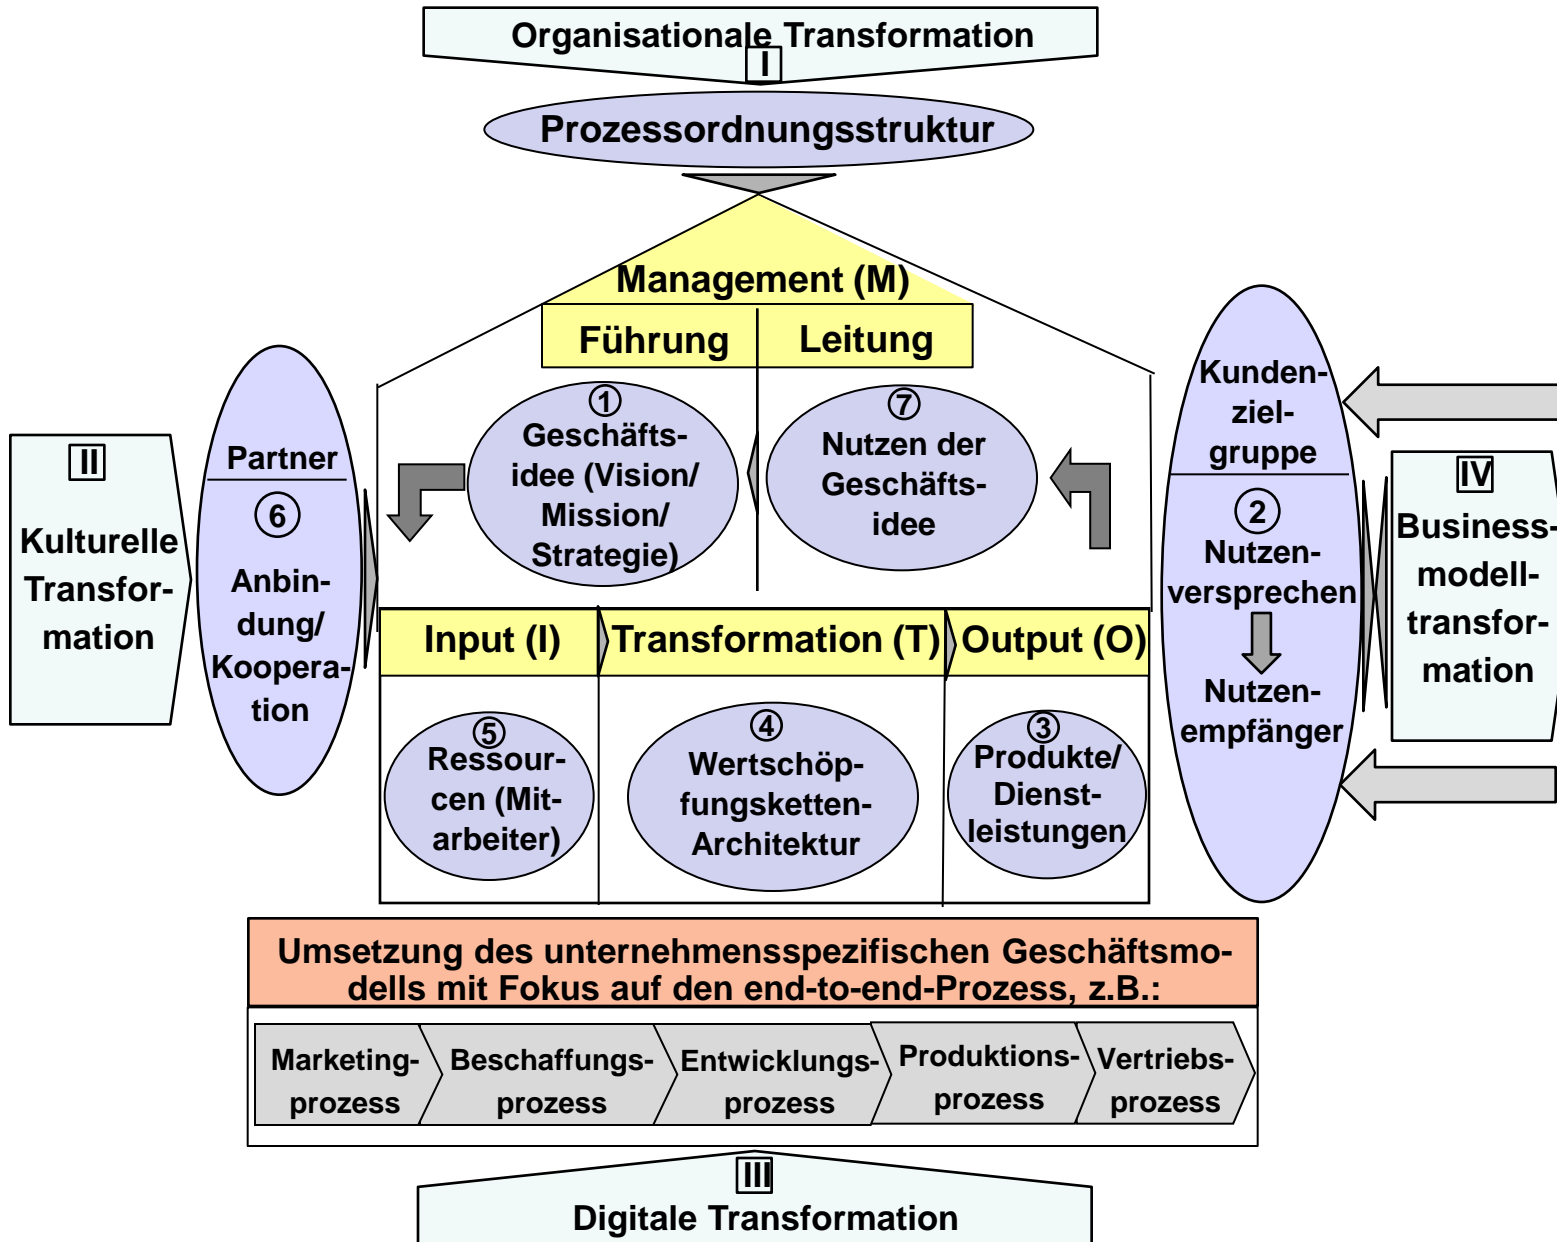 Organisationale Transformation
I
Prozessordnungsstruktur
Management (M)
Führung
Leitung
1
Geschäfts-
idee (Vision/
Mission/
Strategie)
7
Nutzen der
Geschäfts-
idee
II
Kulturelle
Transfor-
mation
Partner
6
Anbin-
dung/
Koopera-
tion
Kunden-
ziel-
gruppe
2
Nutzen-
versprechen
Nutzen-
empfänger
IV
Business-
modell-
transfor-
mation
Input (I)
Transformation (T)
Output (O)
5
Ressour-
cen (Mit-
arbeiter)
4
Wertschöp-
fungsketten-
Architektur
3
Produkte/
Dienst-
leistungen
Umsetzung des unternehmensspezifischen Geschäftsmo-
dells mit Fokus auf den end-to-end-Prozess, z.B.:
Marketing-
prozess
Beschaffungs-
prozess
Entwicklungs-
prozess
Produktions-
prozess
Vertriebs-
prozess
III
Digitale Transformation